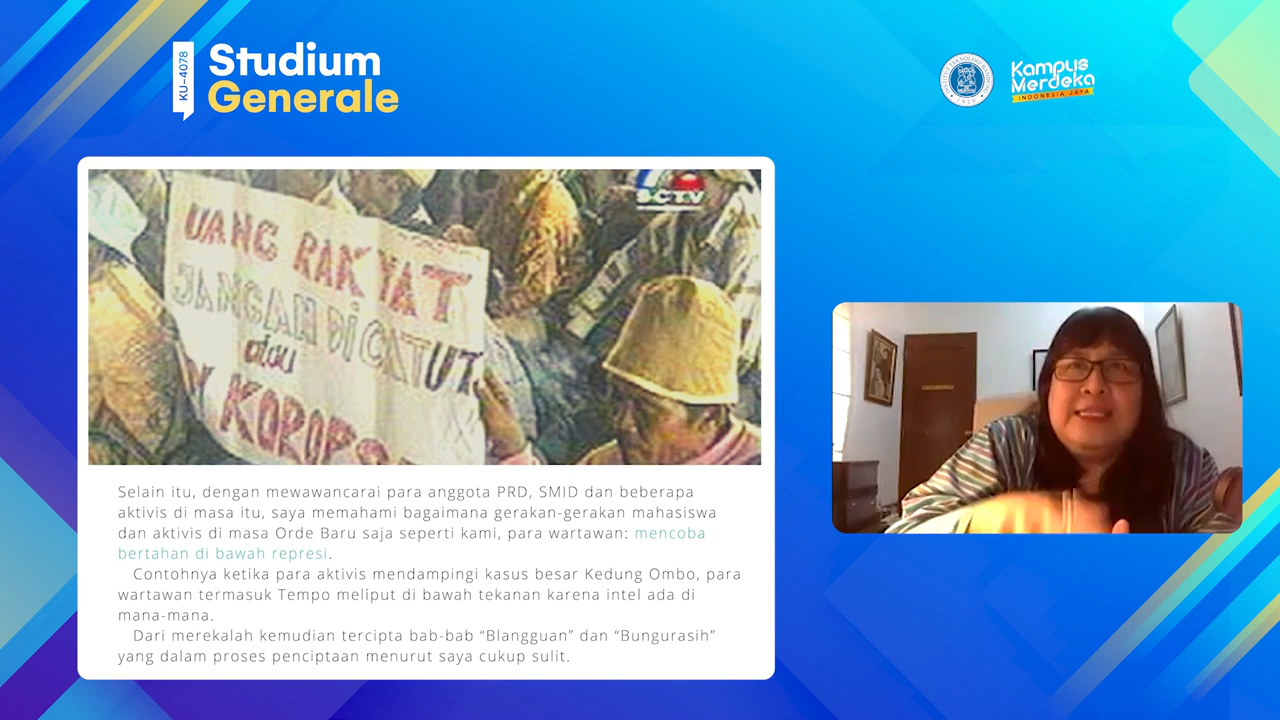 KU-4078
Studium
Generale
INSTITUT TEKNOLOGI BANDUNG
1920
Kampus
Merdeka
INDONESIA JAYA
SCTV
UANG RAKYAT
JANGAN DI CATUT
atau
Selain itu, dengan mewawancarai para anggota PRD, SMID dan beberapa
aktivis di masa itu, saya memahami bagaimana gerakan-gerakan mahasiswa
dan aktivis di masa Orde Baru saja seperti kami, para wartawan: mencoba
bertahan di bawah represi.
Contohnya ketika para aktivis mendampingi kasus besar Kedung Ombo, para
wartawan termasuk Tempo meliput di bawah tekanan karena intel ada di
mana-mana.
Dari merekalah kemudian tercipta bab-bab “Blangguan” dan “Bungurasih”
yang dalam proses penciptaan menurut saya cukup sulit.